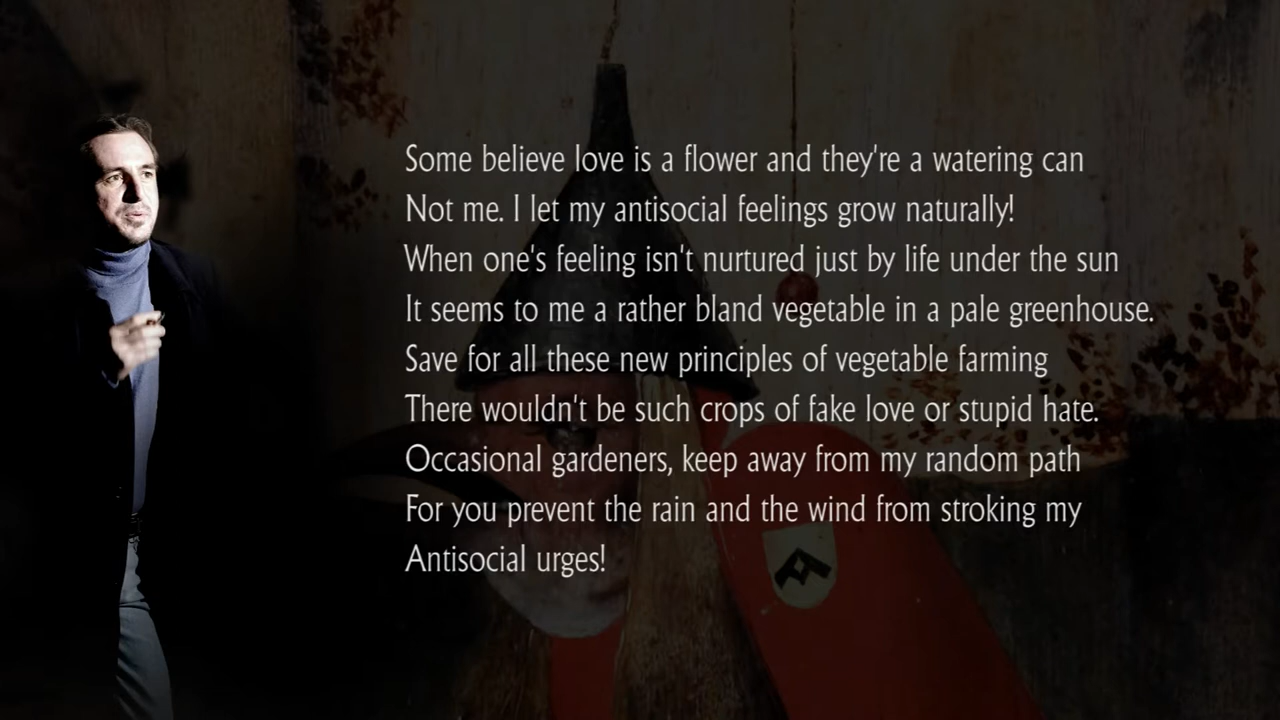 Some believe love is a flower and they're a watering can
Not me. I let my antisocial feelings grow naturally!
When one's feeling isn't nurtured just by life under the sun
It seems to me a rather bland vegetable in a pale greenhouse.
Save for all these new principles of vegetable farming
There wouldn't be such crops of fake love or stupid hate.
Occasional gardeners, keep away from my random path
For you prevent the rain and the wind from stroking my
Antisocial urges!